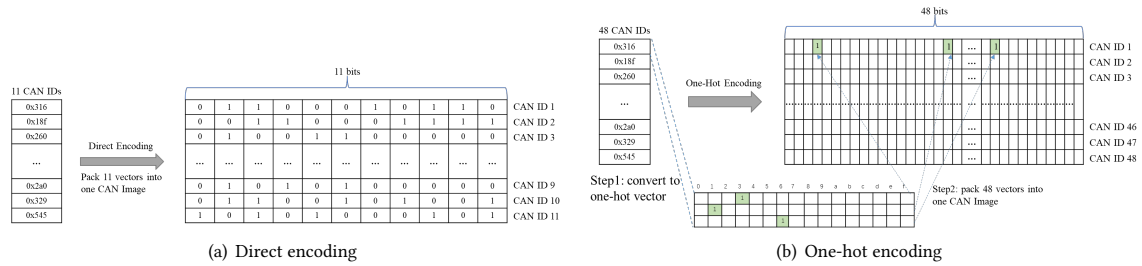 11 CAN IDs
0x316
0x18f
0x260
...
0x2a0
0x329
0x545
Direct Encoding
Pack 11 vectors into
one CAN Image
11 bits
0 1 1 0 0 0 1 0 1 1 0 CAN ID 1
0 0 1 1 0 0 0 1 1 1 1 CAN ID 2
0 1 0 0 1 1 0 0 0 0 0 CAN ID 3
... ... ... ... ... ... ... ... ... ... ...
0 1 0 1 0 1 0 0 0 0 0 CAN ID 9
0 1 1 0 0 1 0 1 0 0 1 CAN ID 10
1 0 1 0 1 0 0 0 1 0 1 CAN ID 11
(a) Direct encoding
48 CAN IDs
0x316
0x18f
0x260
...
0x2a0
0x329
0x545
One-Hot Encoding
48 bits
1 1 ... 1 CAN ID 1
CAN ID 2
... CAN ID 3
... CAN ID 46
... CAN ID 47
... CAN ID 48
Step1: convert to
one-hot vector
0 1 2 3 4 5 6 7 8 9 a b c d e f
1
1
1
Step2: pack 48 vectors into
one CAN Image
(b) One-hot encoding